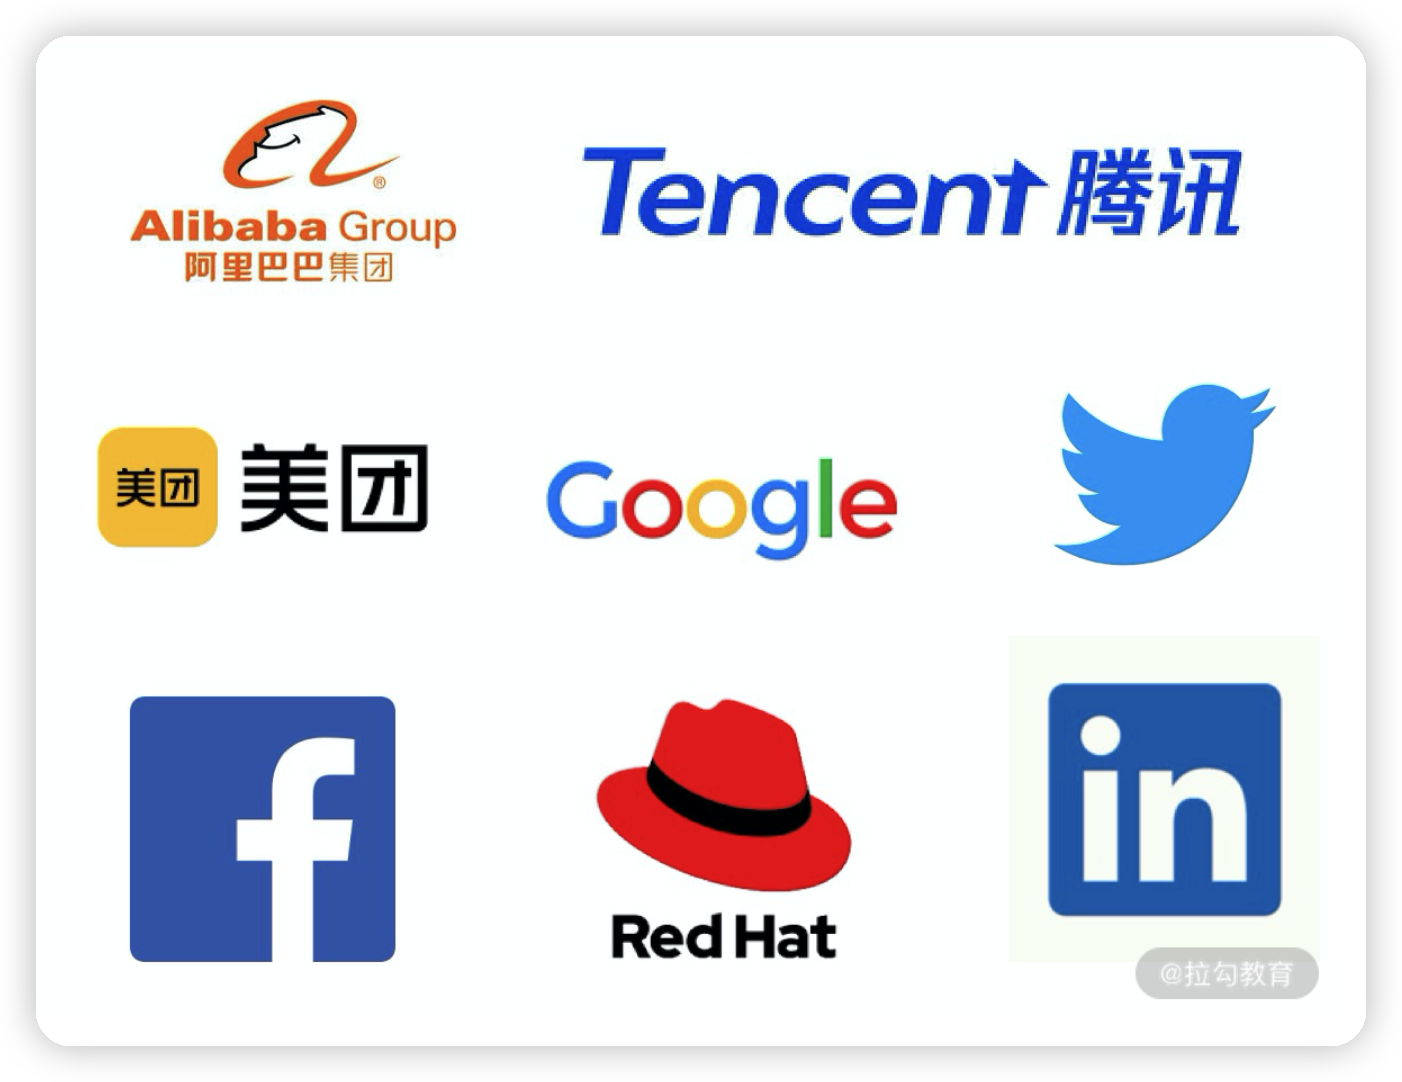 Alibaba Group
阿里巴巴集团
Tencent 腾讯
美团 美团
Google
f
Red Hat
in
@拉勾教育